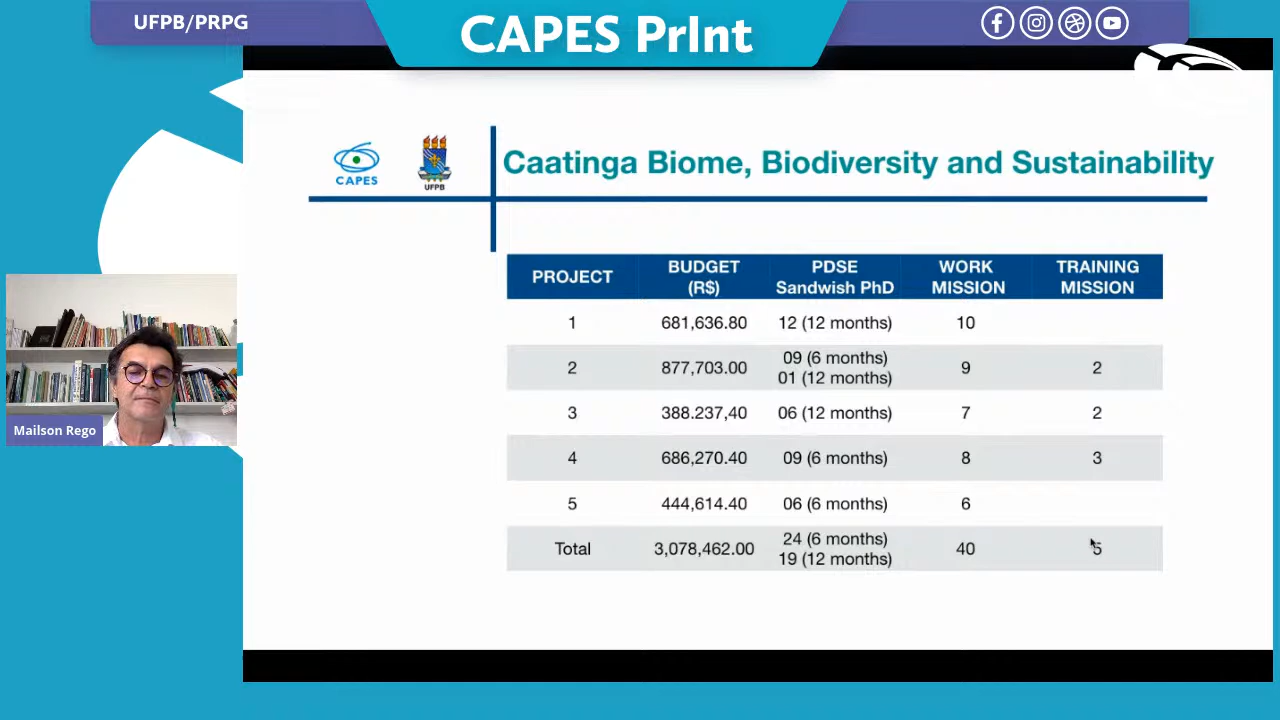 UFPB/PRPG
CAPES PrInt
CAPES
UFPB
Caatinga Biome, Biodiversity and Sustainability
PROJECT
BUDGET
(R$)
PDSE
Sandwish PhD
WORK
MISSION
TRAINING
MISSION
1 681,636.80 12 (12 months) 10
2 877,703.00 09 (6 months)
01 (12 months) 9 2
3 388.237,40 06 (12 months) 7 2
4 686,270.40 09 (6 months) 8 3
5 444,614.40 06 (6 months) 6
Total 3,078,462.00 24 (6 months)
19 (12 months) 40 5
Mailson Rego